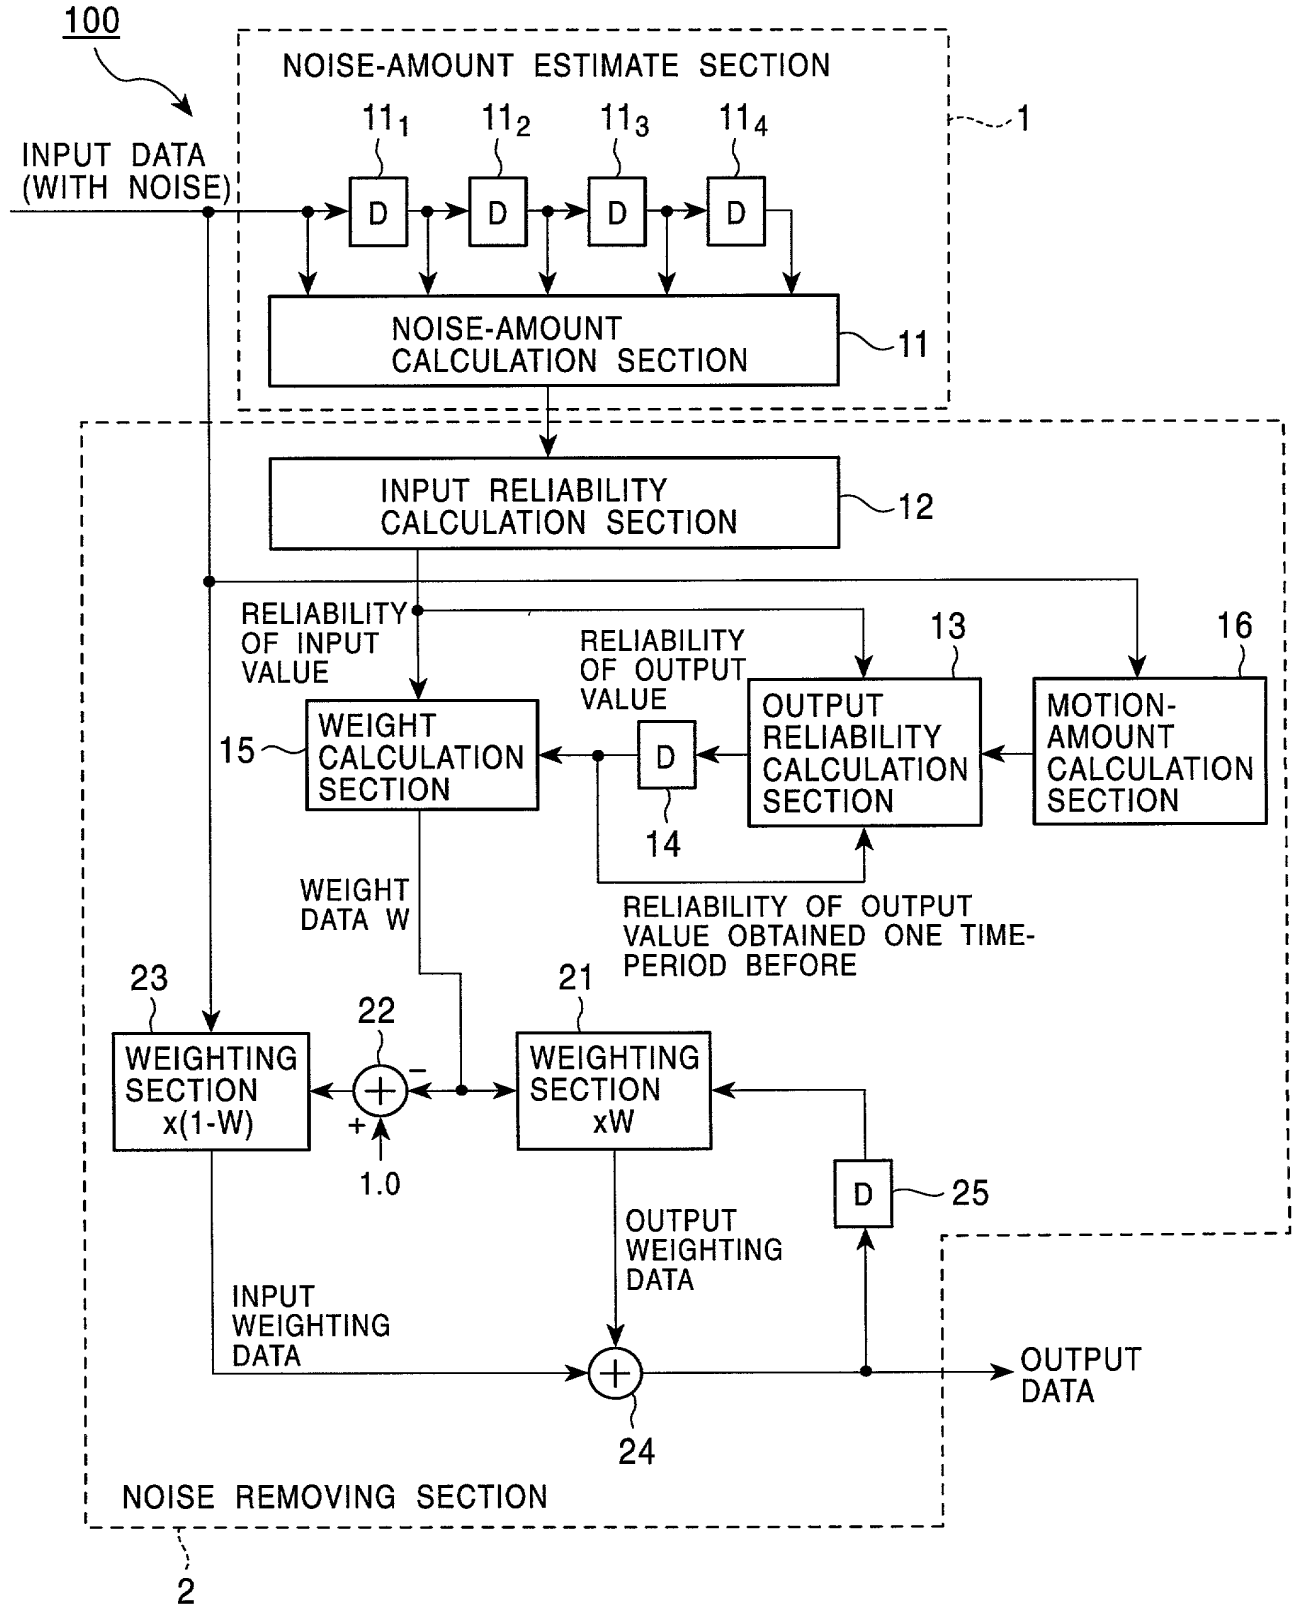 100
NOISE-AMOUNT ESTIMATE SECTION
1
11₁
11₂
11₃
11₄
INPUT DATA
(WITH NOISE)
D
D
D
D
NOISE-AMOUNT
CALCULATION SECTION
11
INPUT RELIABILITY
CALCULATION SECTION
12
RELIABILITY
OF INPUT
VALUE
RELIABILITY
OF OUTPUT
VALUE
13
16
15
WEIGHT
CALCULATION
SECTION
D
14
OUTPUT
RELIABILITY
CALCULATION
SECTION
MOTION-
AMOUNT
CALCULATION
SECTION
WEIGHT
DATA W
RELIABILITY OF OUTPUT
VALUE OBTAINED ONE TIME-
PERIOD BEFORE
23
22
21
WEIGHTING
SECTION
x(1-W)
+
−
+
1.0
WEIGHTING
SECTION
xW
D
25
OUTPUT
WEIGHTING
DATA
INPUT
WEIGHTING
DATA
+
24
OUTPUT
DATA
NOISE REMOVING SECTION
2